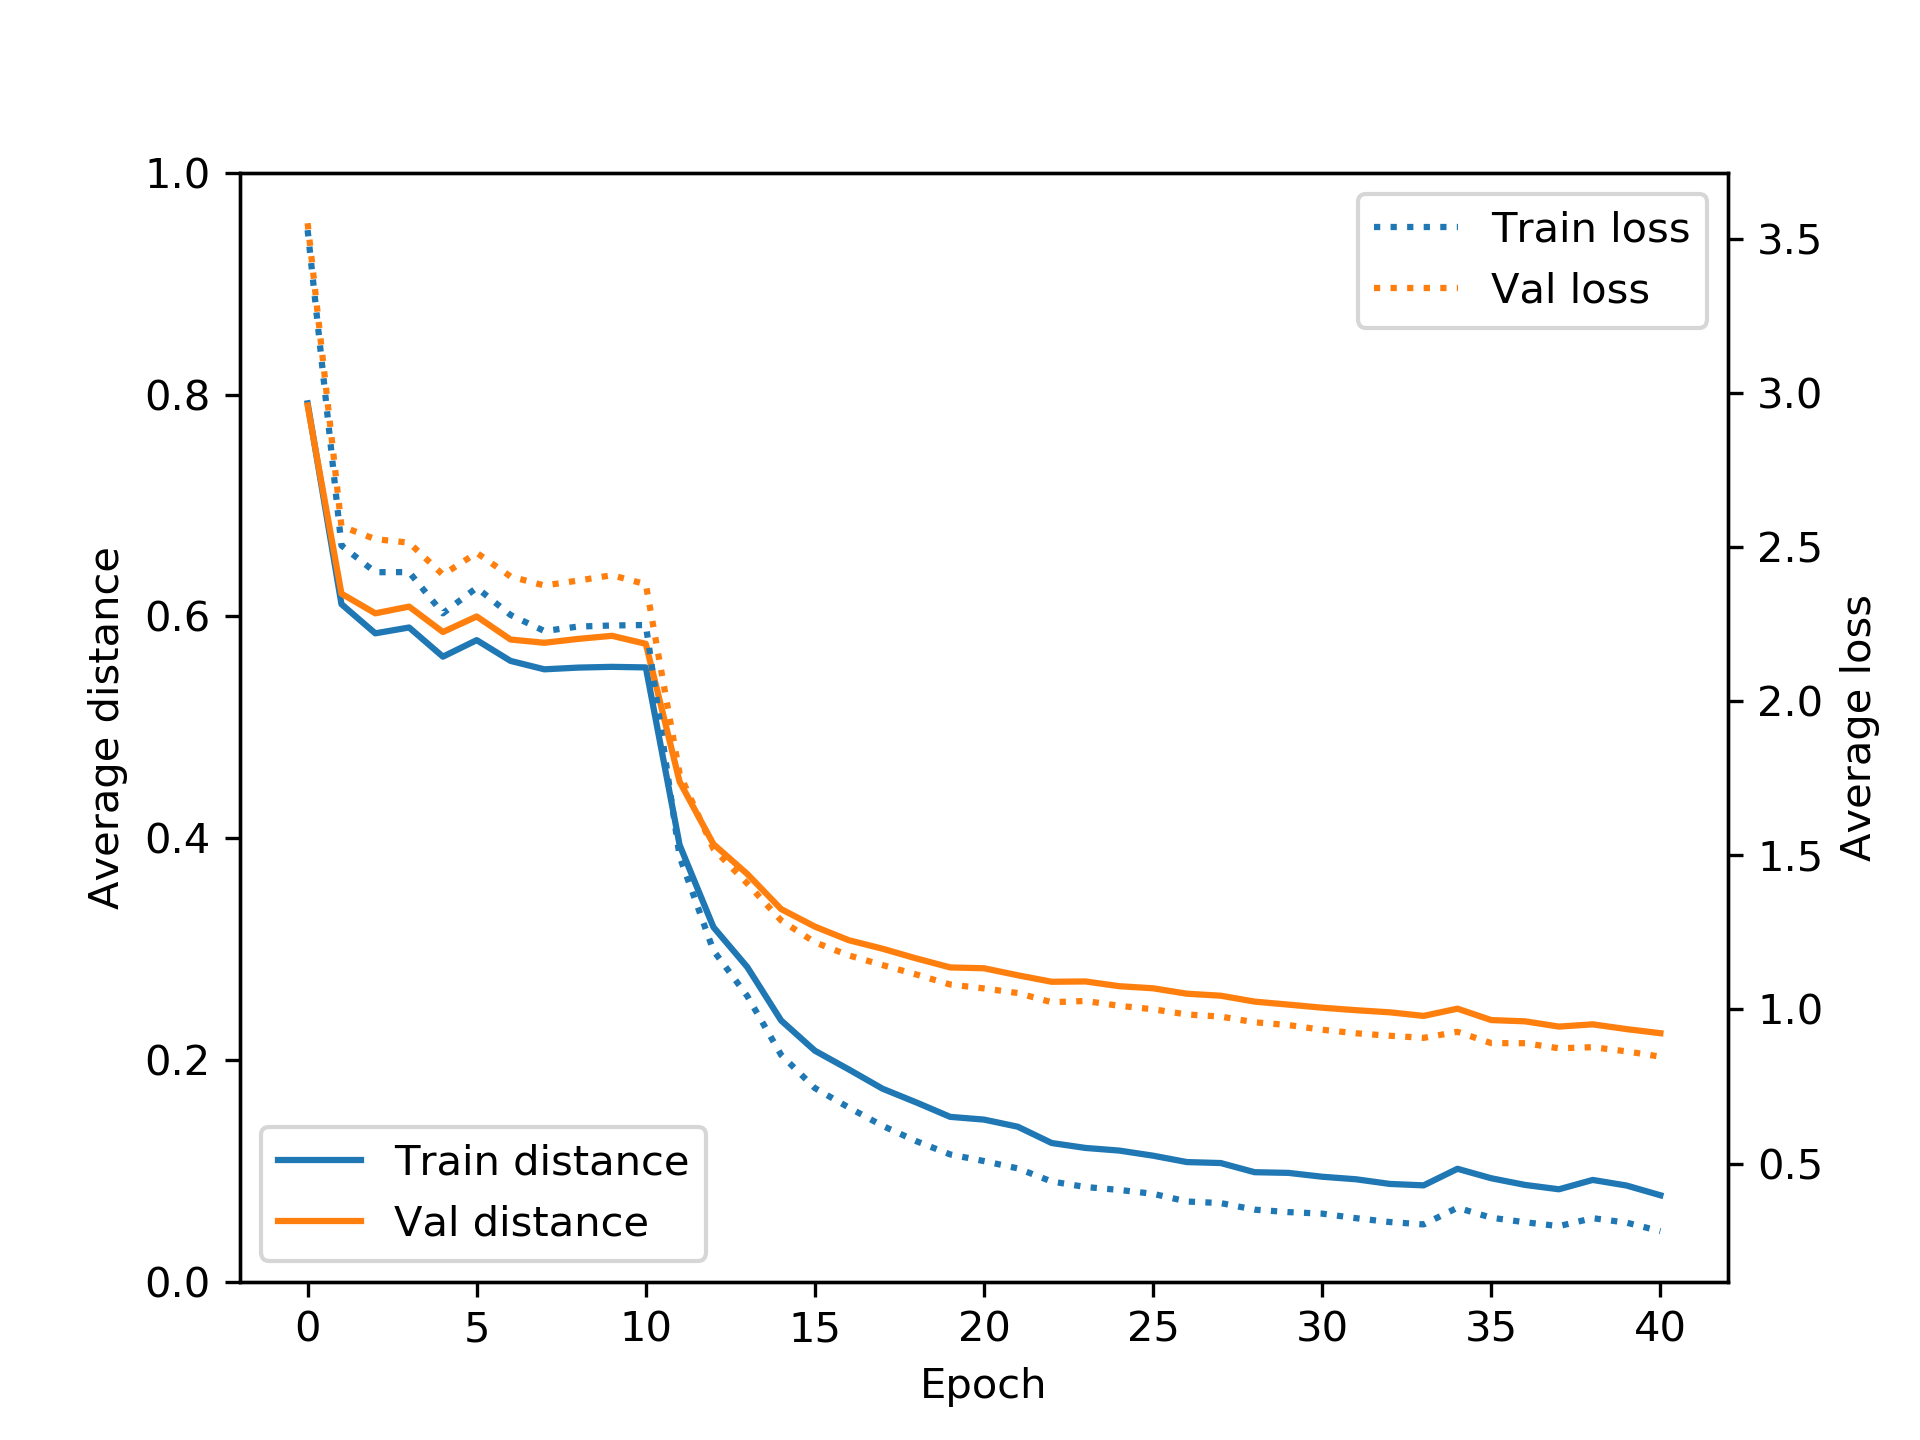 1.0
0.8
0.6
0.4
0.2
0.0
Average distance
3.5
3.0
2.5
2.0
1.5
1.0
0.5
Average loss
Train loss
Val loss
Train distance
Val distance
0 5 10 15 20 25 30 35 40
Epoch